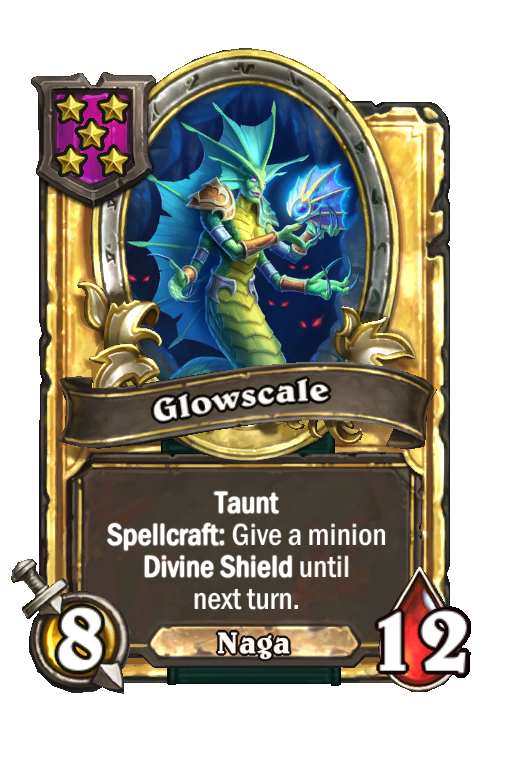 Glowscale
Taunt
Spellcraft: Give a minion
Divine Shield until
next turn.
8
Naga
12